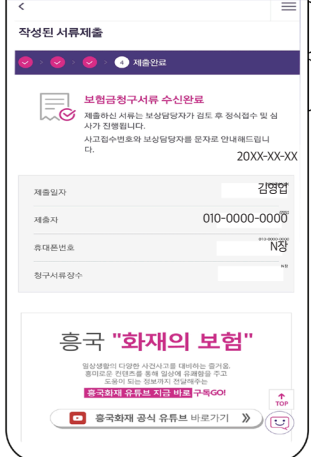 작성된 서류제출
4 제출완료
보험금청구서류 수신완료
제출하신 서류는 보상담당자가 검토 후 정식접수 및 심
사가 진행됩니다.
사고접수번호와 보상담당자를 문자로 안내해드립니
다.
20XX-XX-XX
제출일자
김영업
제출자
010-0000-0000
휴대폰번호
N장
청구서류장수
흥국 "화재의 보험"
일상생활의 다양한 사건사고를 대비하는 즐거움.
흥미로운 컨텐츠를 통해 일상에 유쾌함을 주고
도움이 되는 정보까지 전달해주는
흥국화재 유튜브 지금 바로 구독GO!
흥국화재 공식 유튜브 바로가기 》
TOP